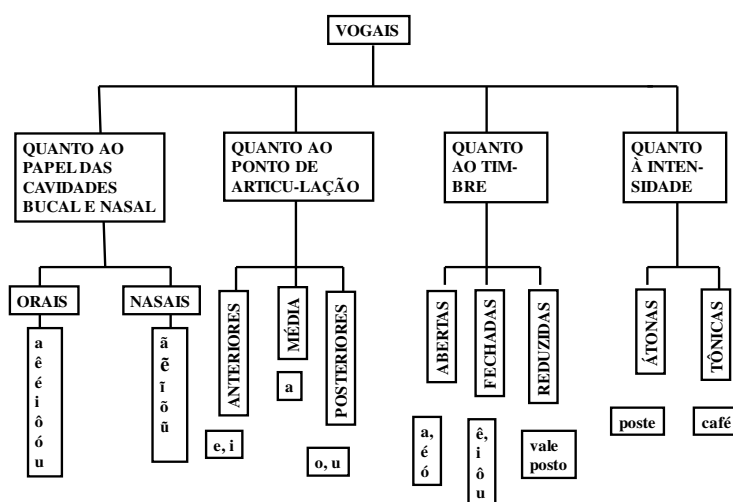 VOGAIS
QUANTO AO
PAPEL DAS
CAVIDADES
BUCAL E NASAL
QUANTO AO
PONTO DE
ARTICU-LAÇÃO
QUANTO
AO TIM-
BRE
QUANTO
À INTEN-
SIDADE
ORAIS
NASAIS
ANTERIORES
MÉDIA
POSTERIORES
ABERTAS
FECHADAS
REDUZIDAS
ÁTONAS
TÔNICAS
a
ê
é
i
ô
ó
u
ã
ẽ
ĩ
õ
ũ
e, i
a
o, u
a,
é
ó
ê,
i
ô
u
vale
posto
poste
café